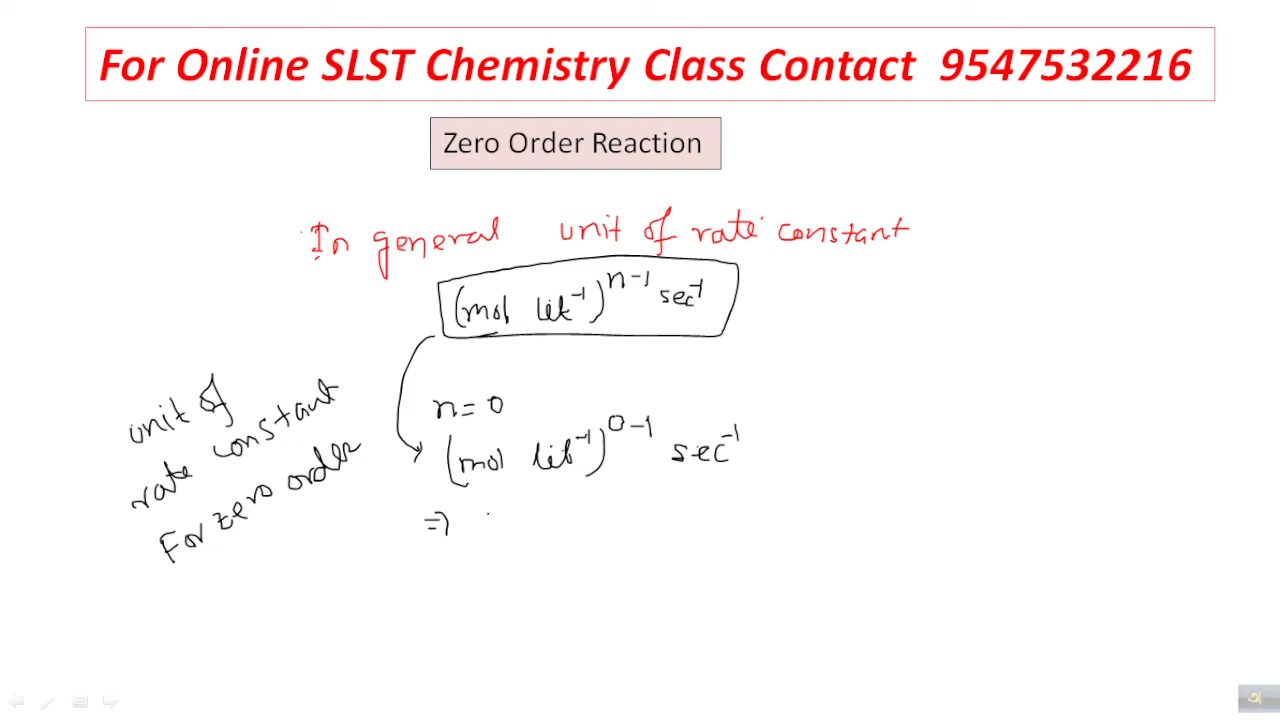 For Online SLST Chemistry Class Contact 9547532216
Zero Order Reaction
In general unit of rate constant
(mol lit⁻¹)ⁿ⁻¹ sec⁻¹
unit of
rate constant
For zero order
n = 0
(mol lit⁻¹)⁰⁻¹ sec⁻¹
⇒
অ